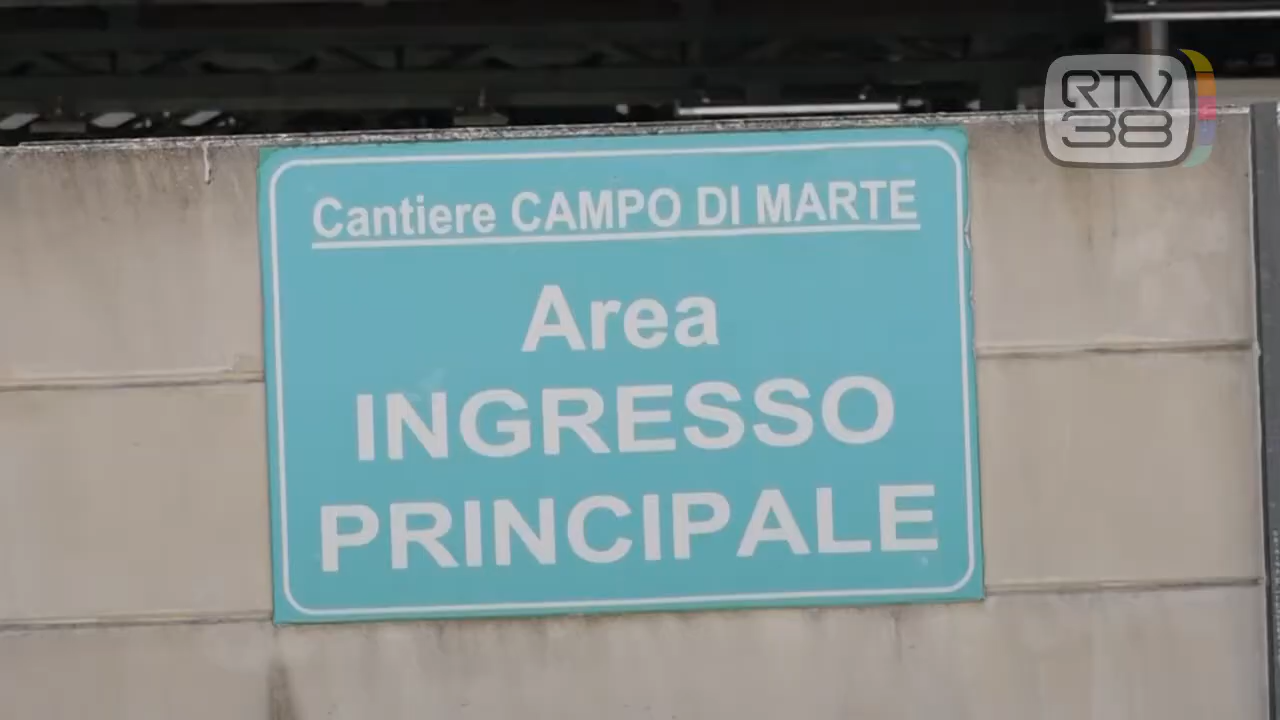 RTV
38
Cantiere CAMPO DI MARTE
Area
INGRESSO
PRINCIPALE